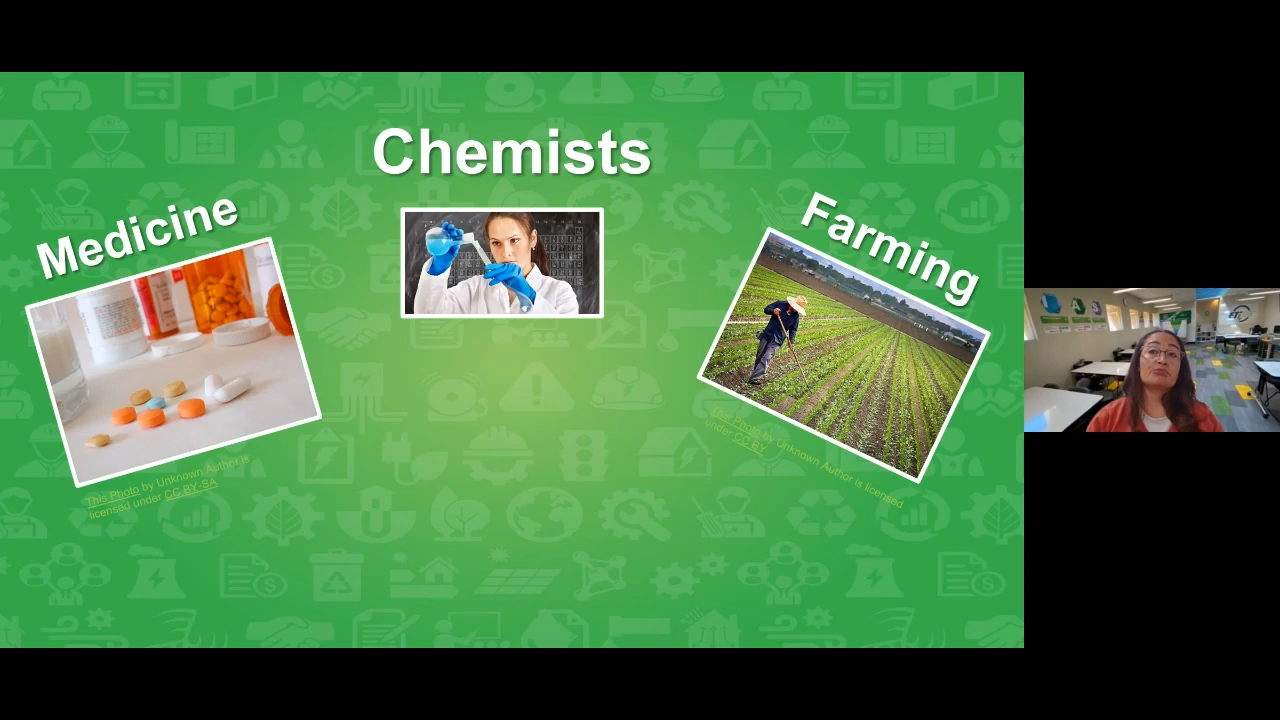 Chemists
Medicine
Farming
This Photo by Unknown Author is
licensed under CC BY-SA
This Photo by Unknown Author is licensed
under CC BY